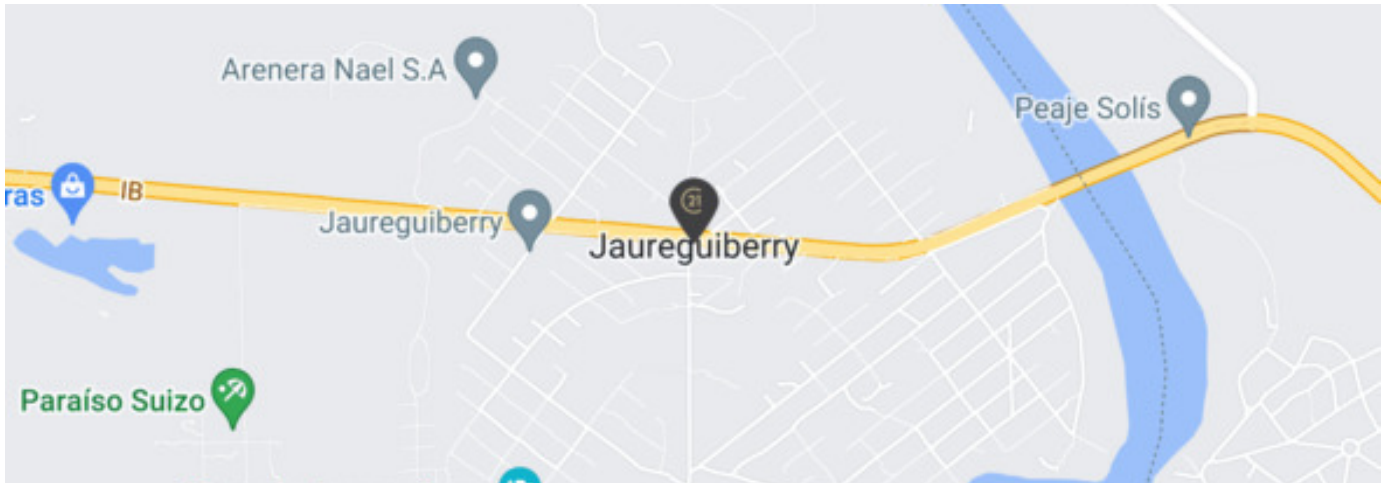 Arenera Nael S.A
Peaje Solís
ras
IB
Jaureguiberry
21
Jaureguiberry
Paraíso Suizo